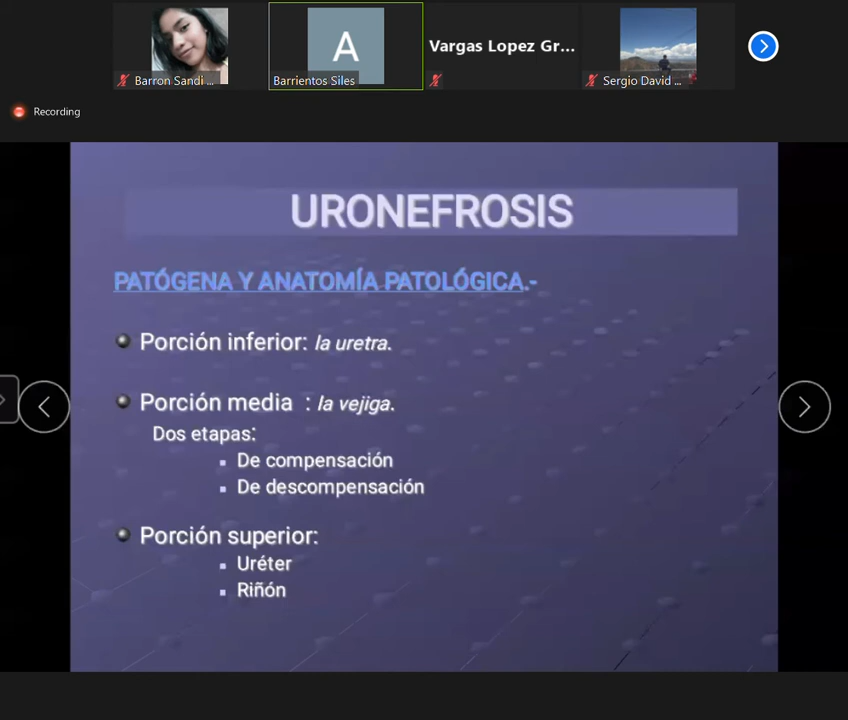 Barron Sandi ...
A
Barrientos Siles
Vargas Lopez Gr...
Sergio David ...
Recording
URONEFROSIS
PATÓGENA Y ANATOMÍA PATOLÓGICA.-
Porción inferior: la uretra.
Porción media : la vejiga.
Dos etapas:
De compensación
De descompensación
Porción superior:
Uréter
Riñón